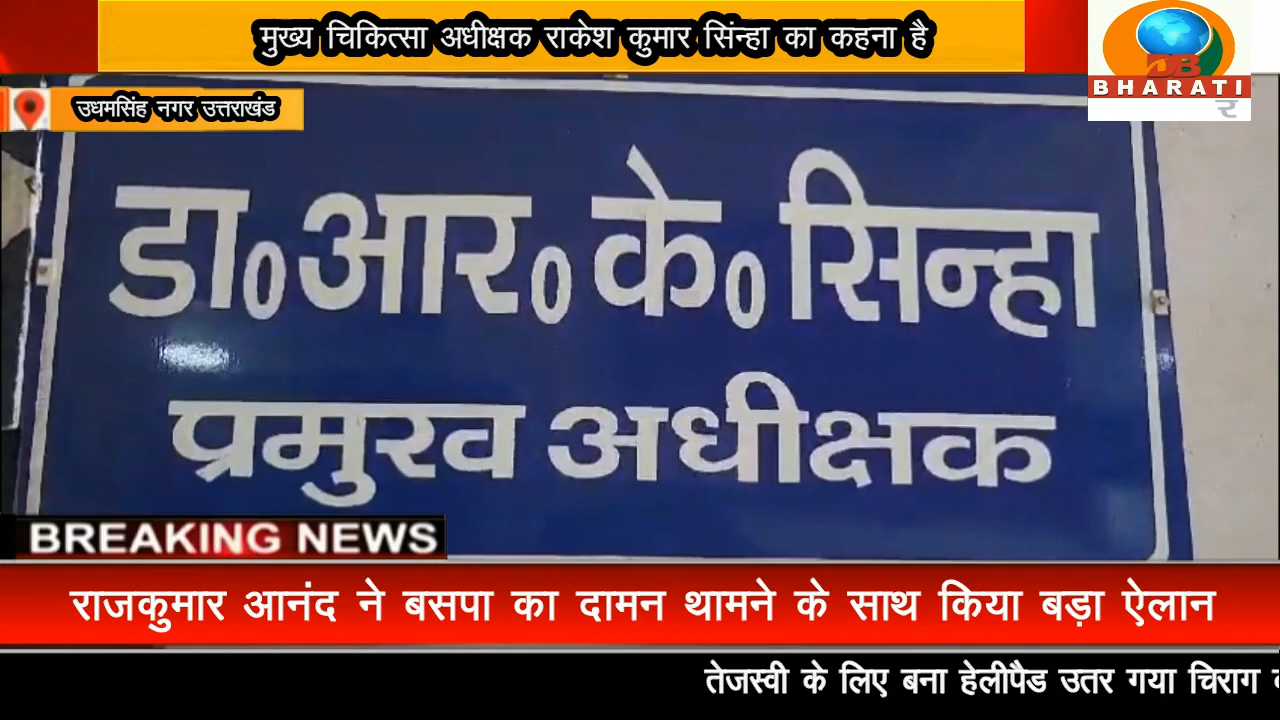 मुख्य चिकित्सा अधीक्षक राकेश कुमार सिंन्हा का कहना है
BHARATI
उधमसिंह नगर उत्तराखंड
डा० आर० के० सिन्हा
प्रमुख अधीक्षक
BREAKING NEWS
राजकुमार आनंद ने बसपा का दामन थामने के साथ किया बड़ा ऐलान
तेजस्वी के लिए बना हेलीपैड उतर गया चिराग